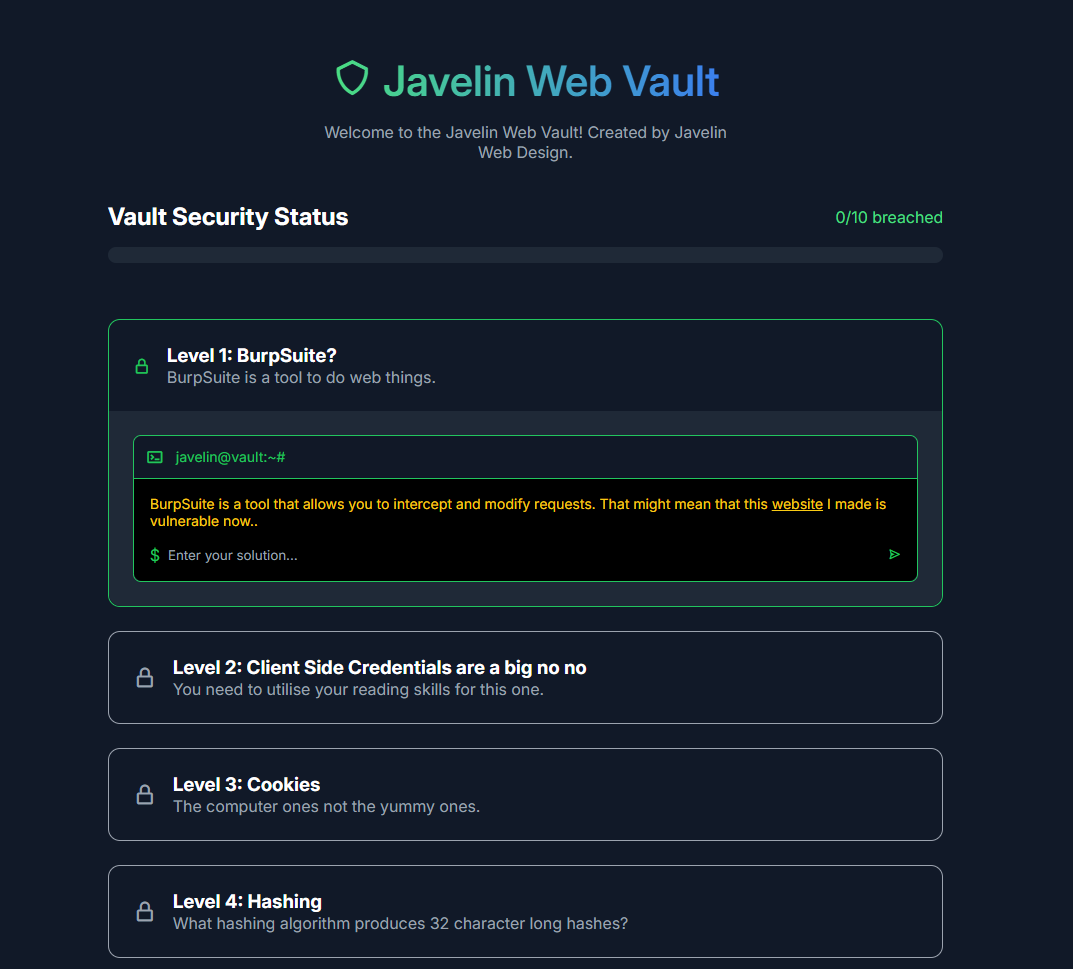 Javelin Web Vault
Welcome to the Javelin Web Vault! Created by Javelin
Web Design.
Vault Security Status
0/10 breached
Level 1: BurpSuite?
BurpSuite is a tool to do web things.
javelin@vault:~#
BurpSuite is a tool that allows you to intercept and modify requests. That might mean that this website I made is
vulnerable now..
$ Enter your solution...
Level 2: Client Side Credentials are a big no no
You need to utilise your reading skills for this one.
Level 3: Cookies
The computer ones not the yummy ones.
Level 4: Hashing
What hashing algorithm produces 32 character long hashes?